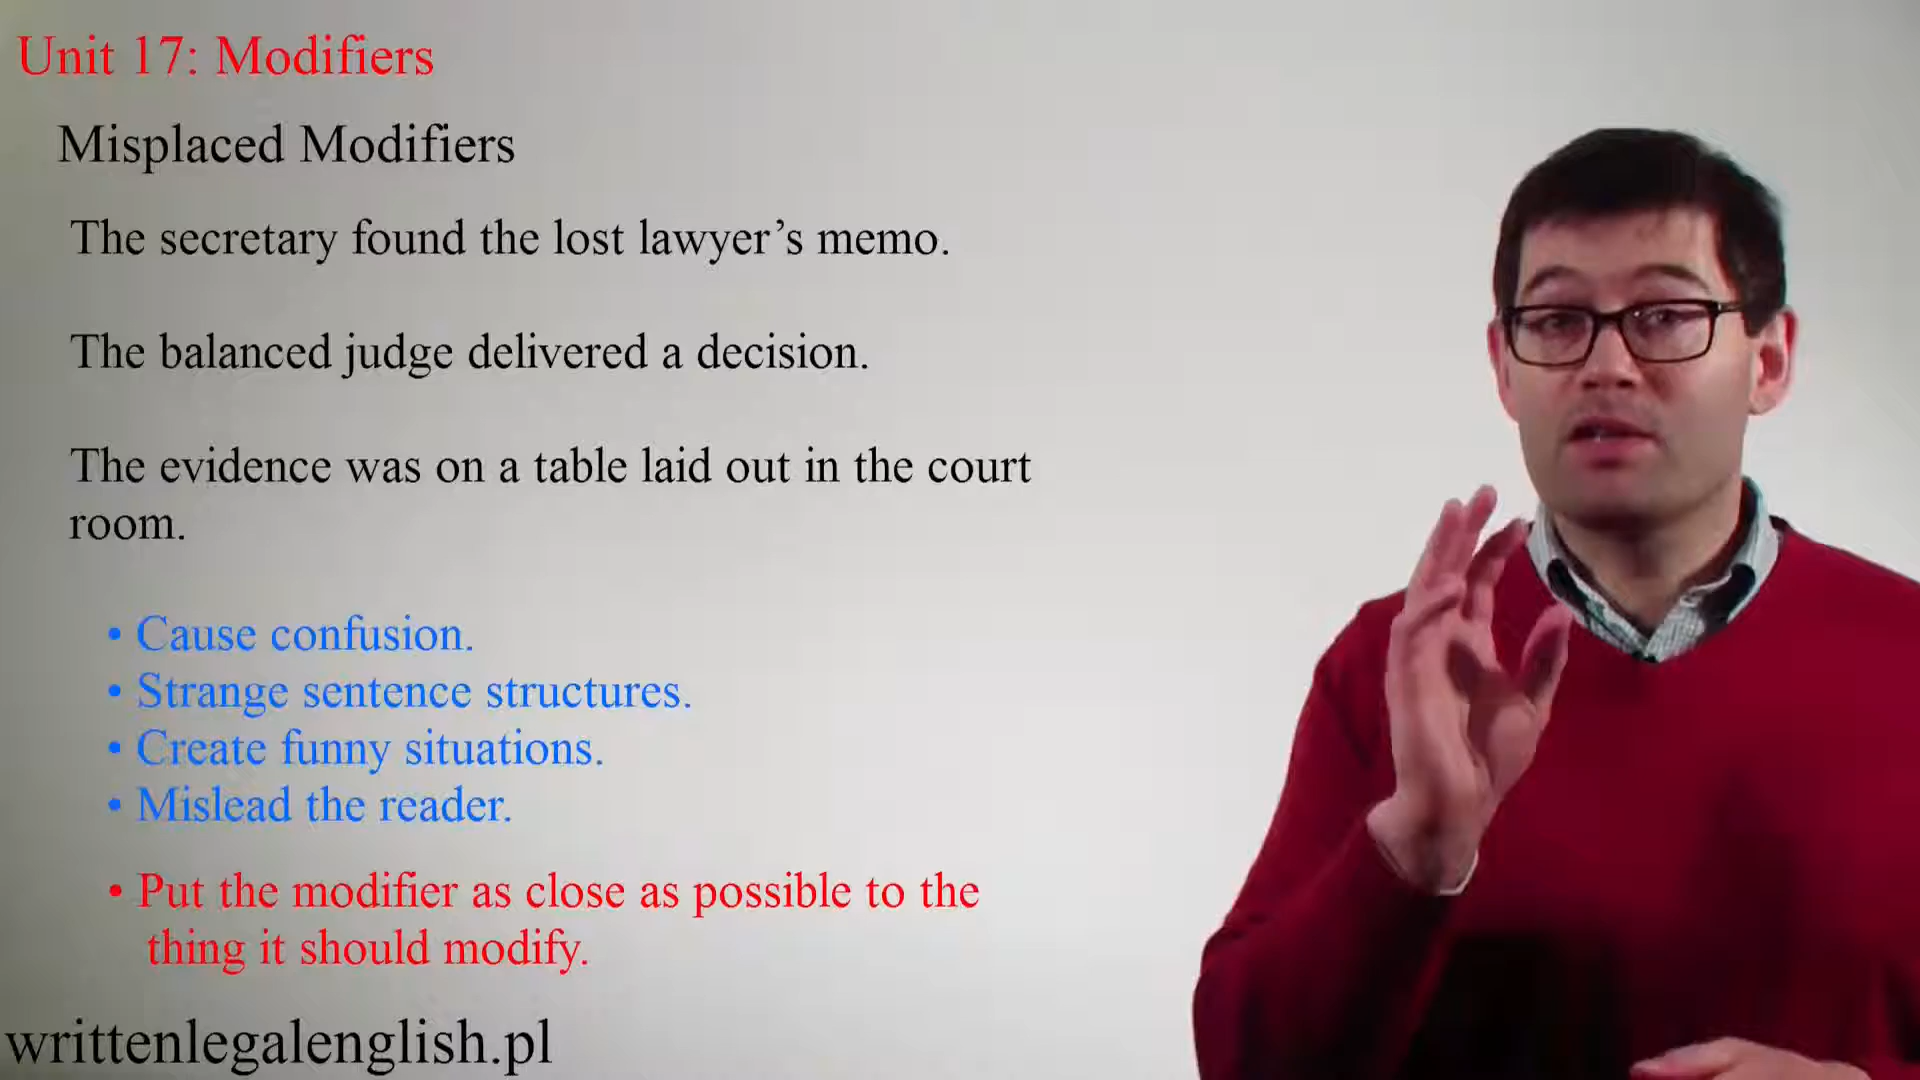 Unit 17: Modifiers
Misplaced Modifiers
The secretary found the lost lawyer’s memo.
The balanced judge delivered a decision.
The evidence was on a table laid out in the court
room.
• Cause confusion.
• Strange sentence structures.
• Create funny situations.
• Mislead the reader.
• Put the modifier as close as possible to the
thing it should modify.
writtenlegalenglish.pl